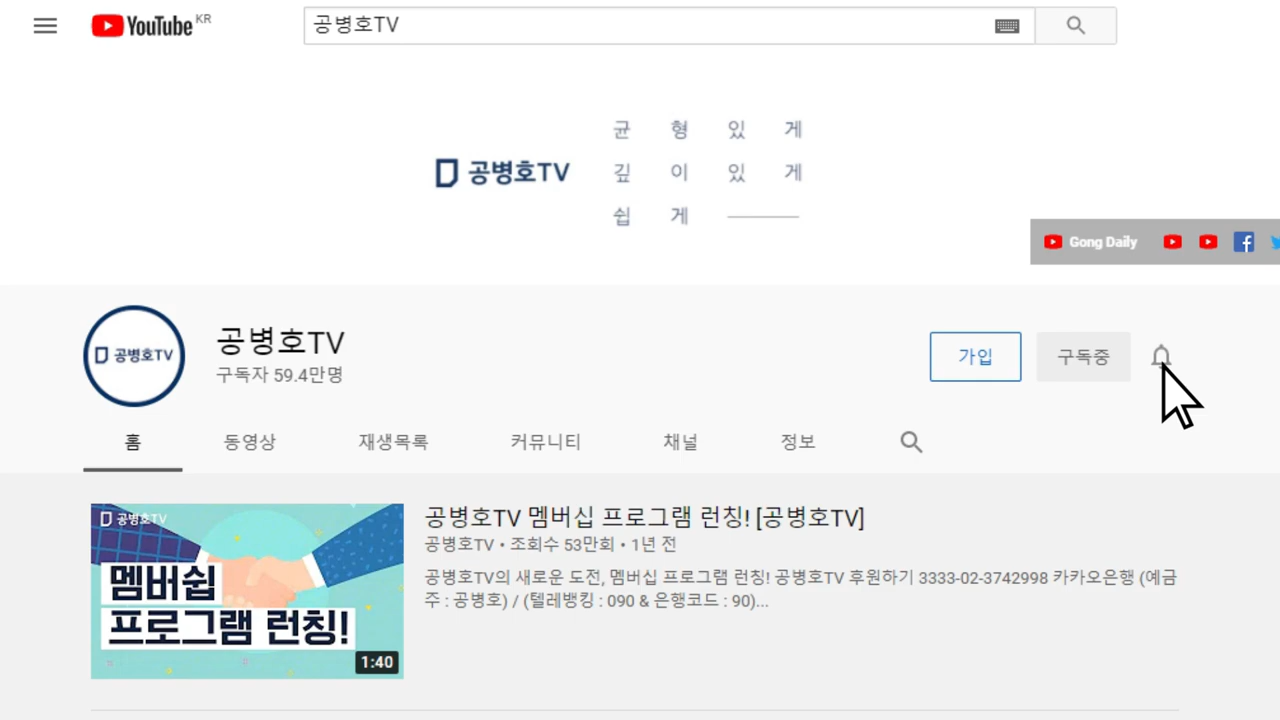 YouTube KR
공병호TV
균형있게
공병호TV
깊이있게
쉽게
Gong Daily
공병호TV
공병호TV
구독자 59.4만명
가입
구독중
홈
동영상
재생목록
커뮤니티
채널
정보
공병호TV
멤버쉽
프로그램 런칭!
1:40
공병호TV 멤버십 프로그램 런칭! [공병호TV]
공병호TV • 조회수 53만회 • 1년 전
공병호TV의 새로운 도전, 멤버십 프로그램 런칭! 공병호TV 후원하기 3333-02-3742998 카카오은행 (예금
주 : 공병호) / (텔레뱅킹 : 090 & 은행코드 : 90)...